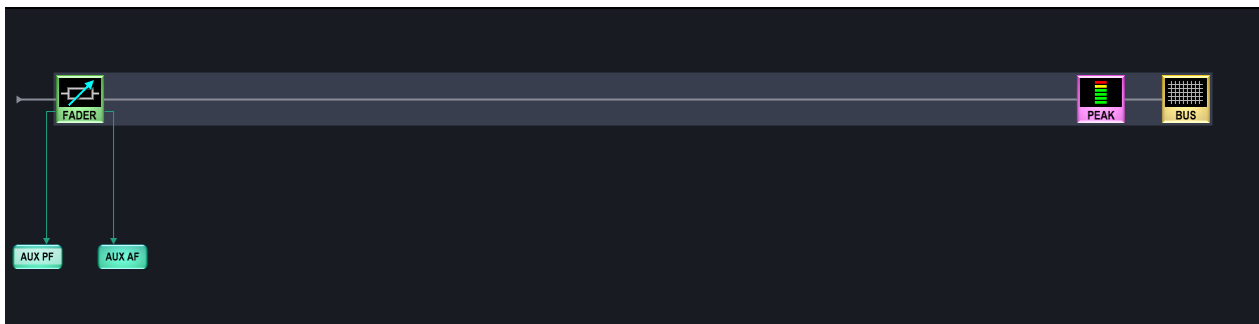 FADER
PEAK
BUS
AUX PF
AUX AF